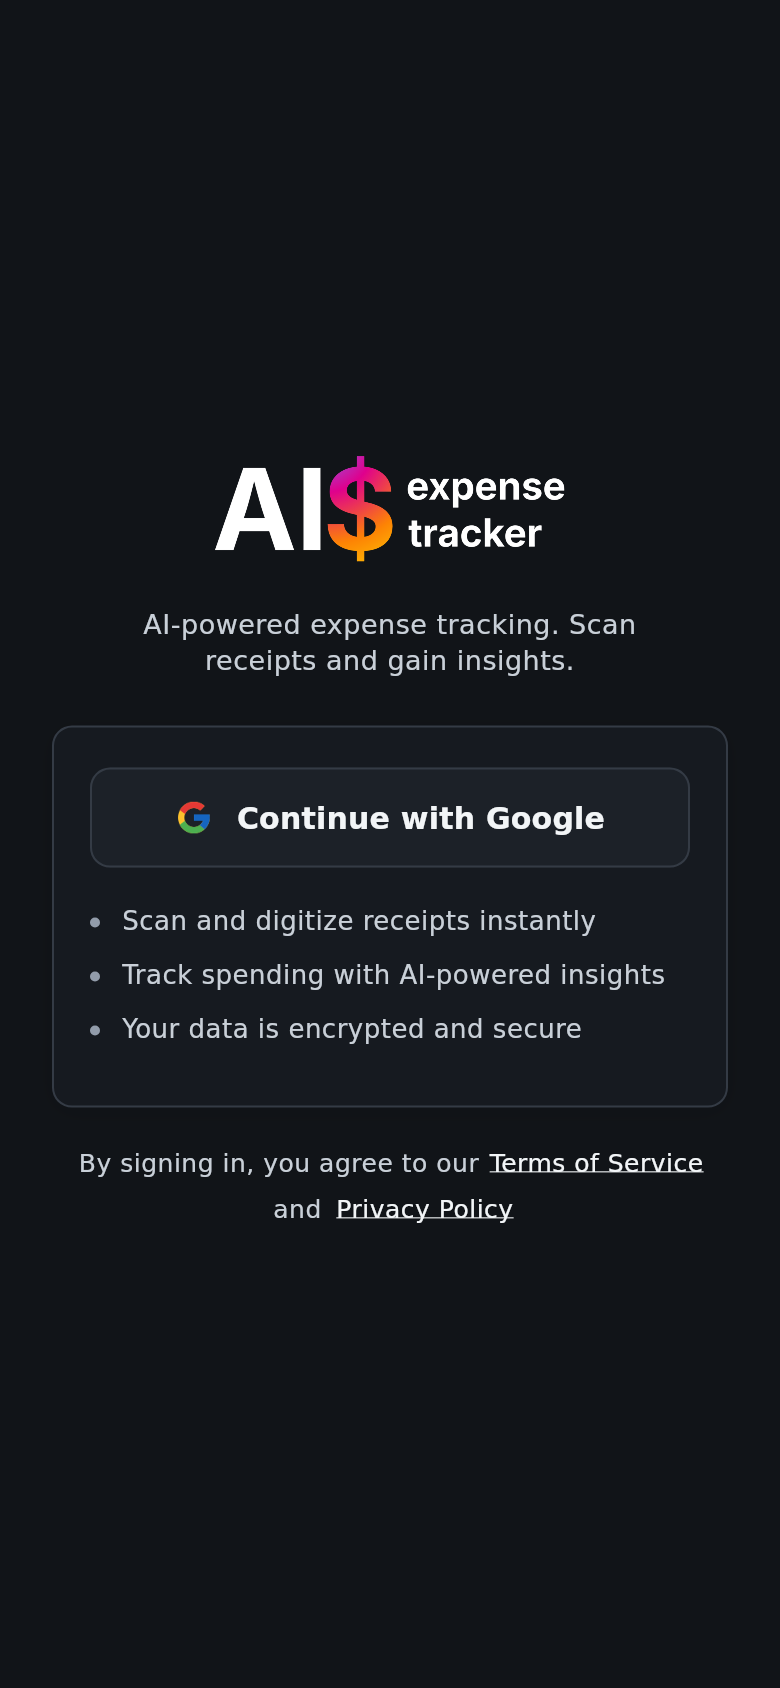 AI$ expense
tracker
AI-powered expense tracking. Scan
receipts and gain insights.
Continue with Google
Scan and digitize receipts instantly
Track spending with AI-powered insights
Your data is encrypted and secure
By signing in, you agree to our Terms of Service
and Privacy Policy